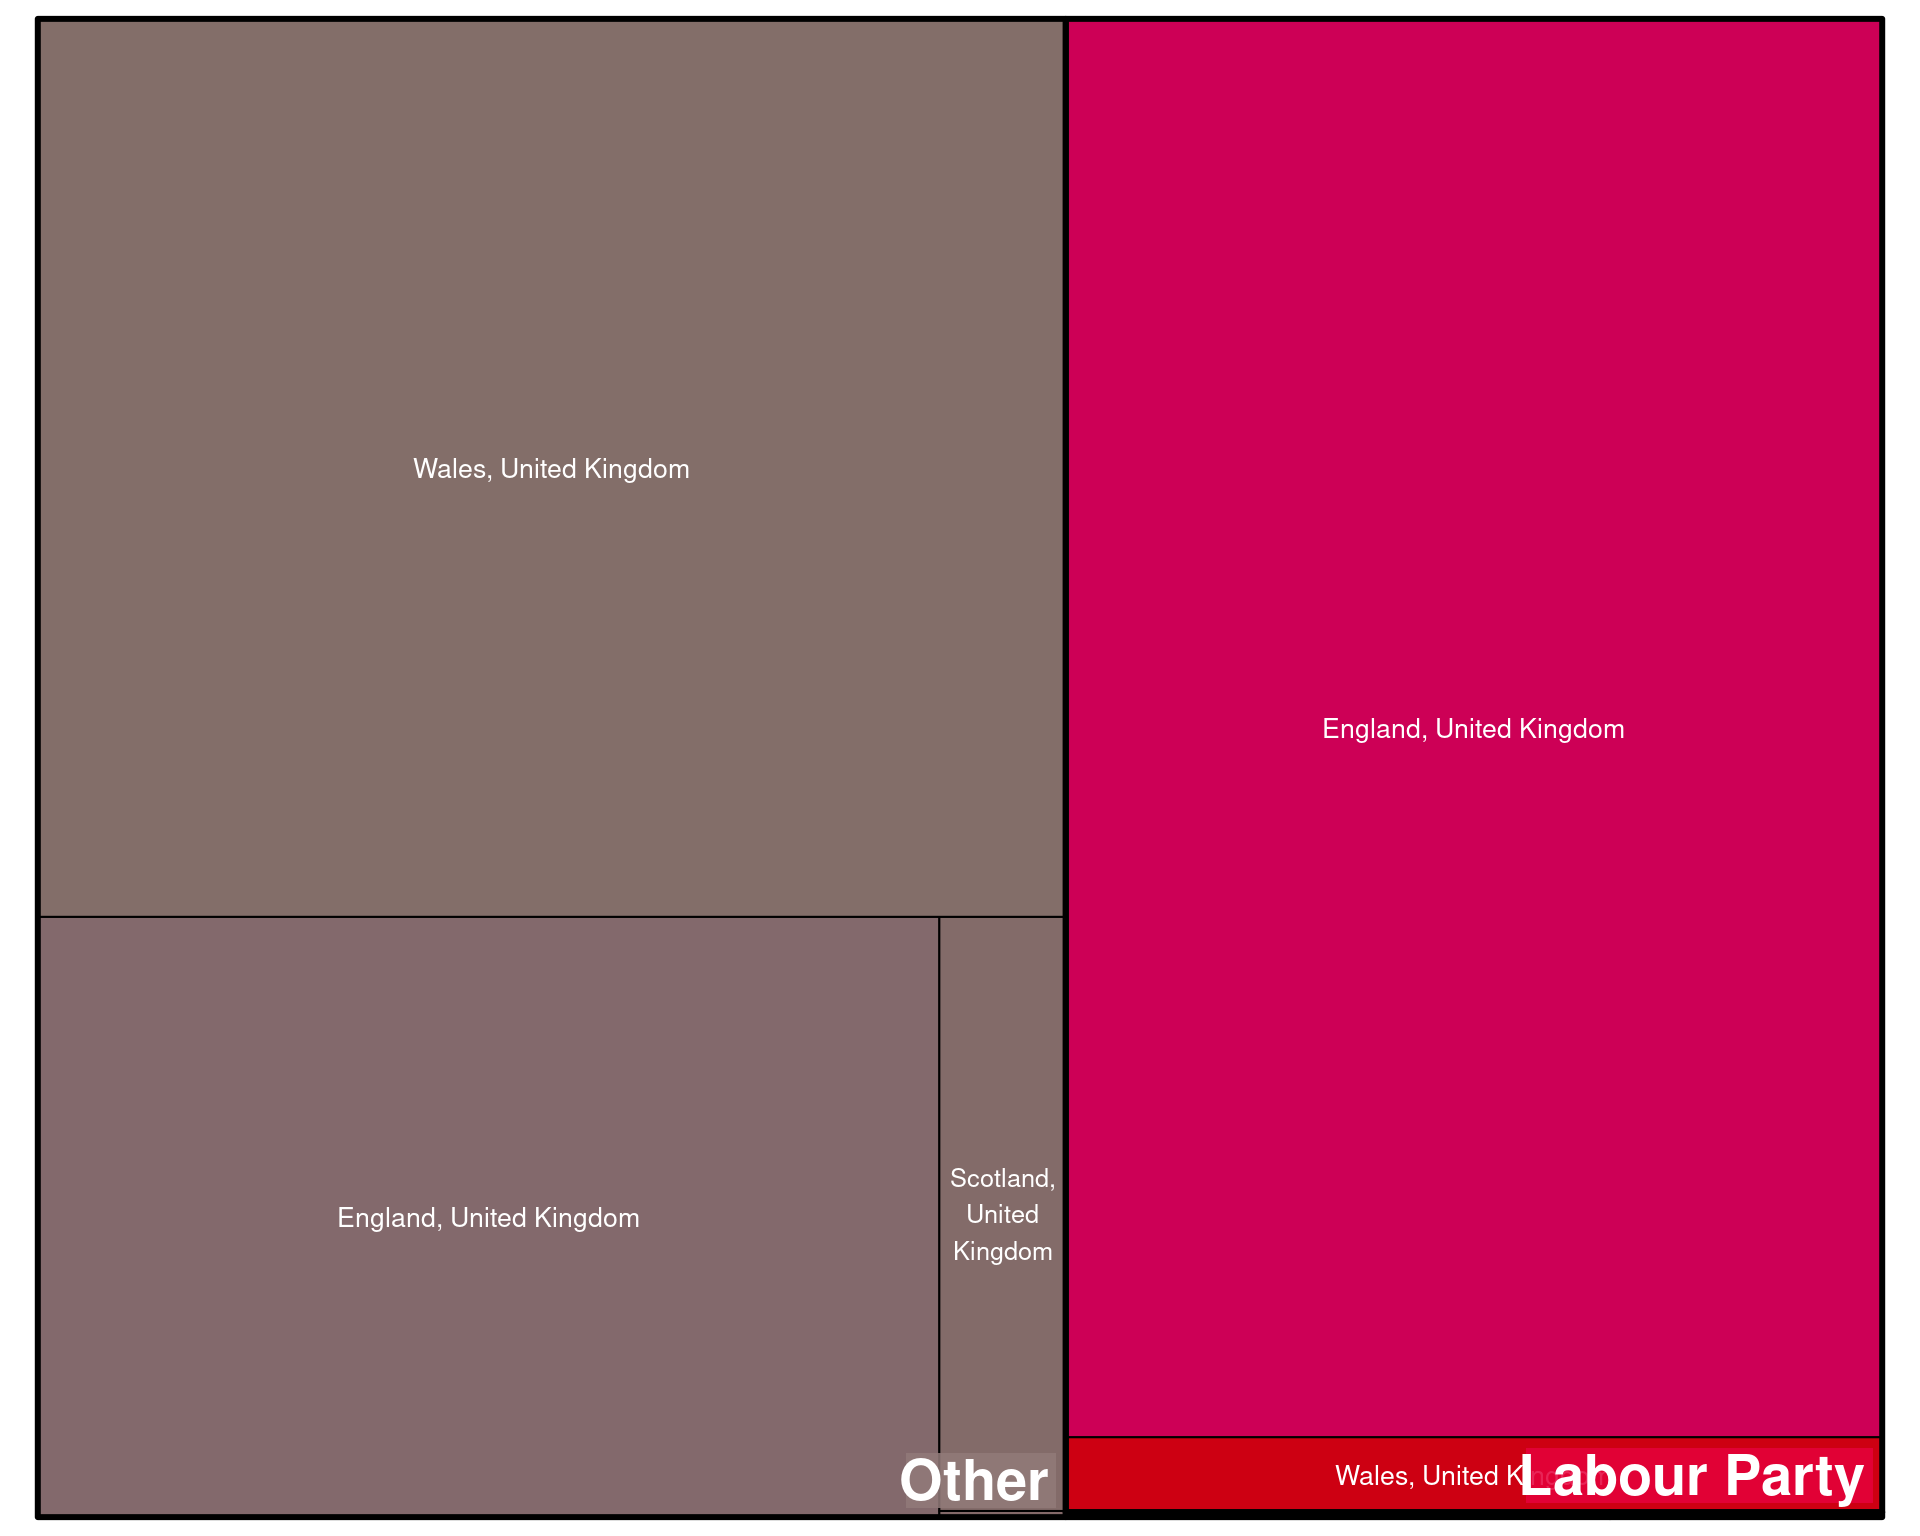 Wales, United Kingdom
England, United Kingdom
England, United Kingdom
Scotland,
United
Kingdom
Other
Wales, United
Labour Party